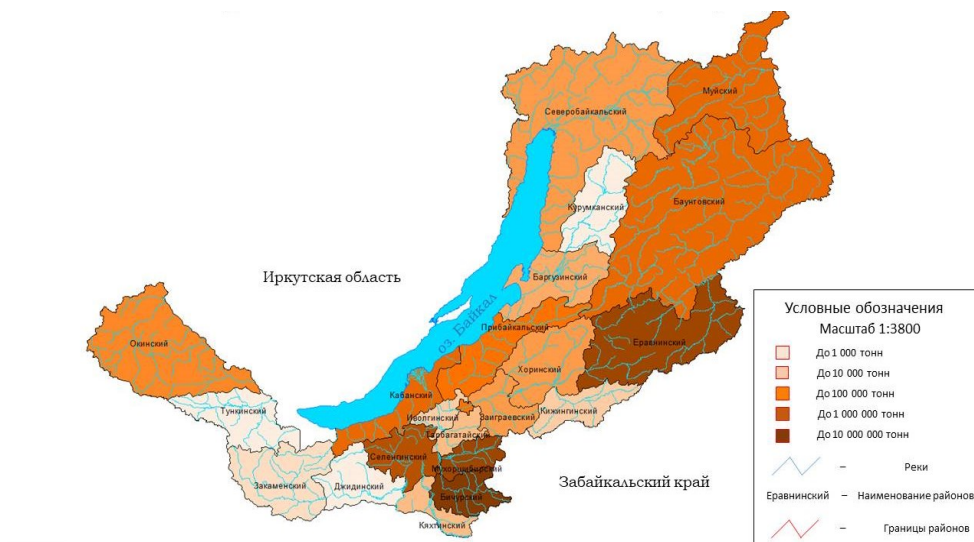 Муйский
Северобайкальский
Баунтовский
Курумканский
Иркутская область
Баргузинский
оз. Байкал
Прибайкальский
Окинский
Еравнинский
Хоринский
Кабанский
Тункинский
Иволгинский
Заиграевский
Кижингинский
Тарбагатайский
Селенгинский
Мухоршибирский
Закаменский
Джидинский
Забайкальский край
Бичурский
Кяхтинский
Условные обозначения
Масштаб 1:3800
До 1 000 тонн
До 10 000 тонн
До 100 000 тонн
До 1 000 000 тонн
До 10 000 000 тонн
– Реки
Еравнинский – Наименование районов
– Границы районов